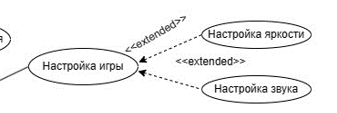 я
<<extended>>
Настройка яркости
Настройка игры
<<extended>>
Настройка звука